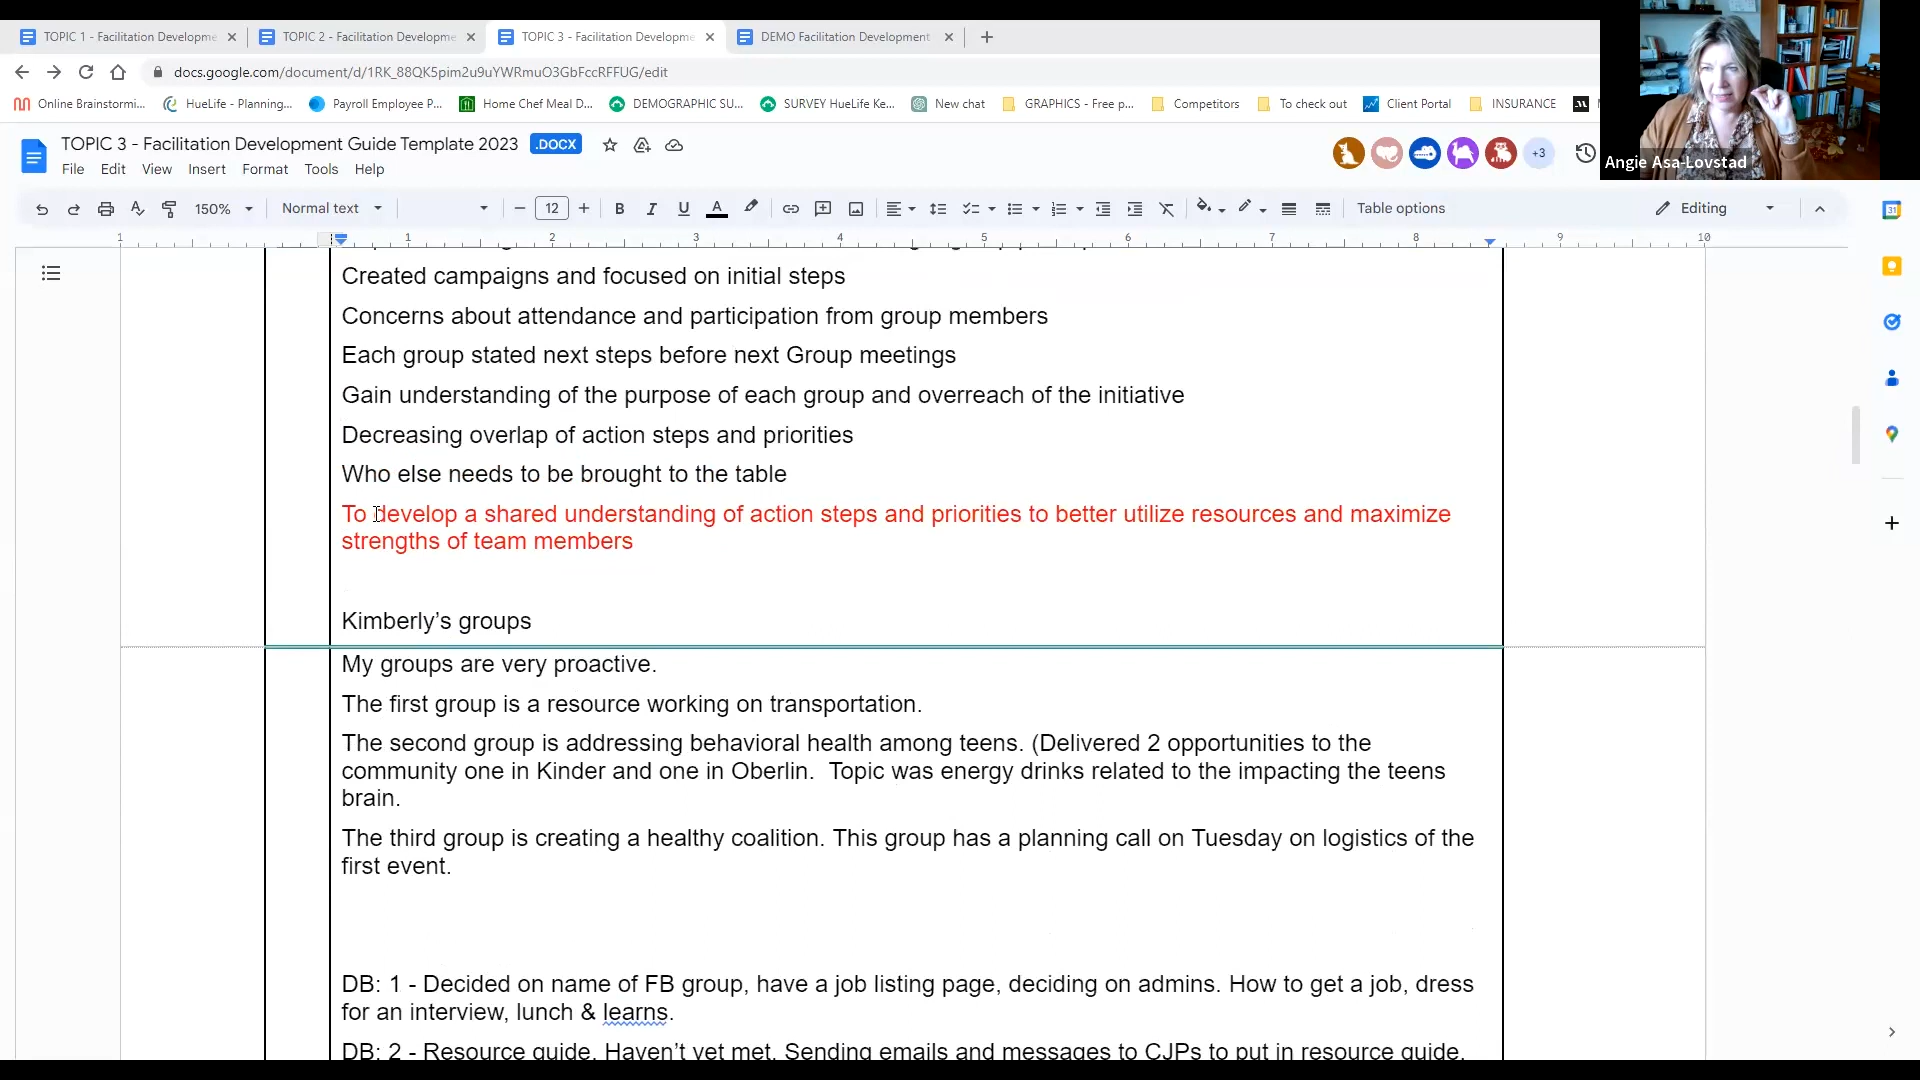 TOPIC 1 - Facilitation Developme
TOPIC 2 - Facilitation Developme
TOPIC 3 - Facilitation Developme
DEMO Facilitation Development
docs.google.com/document/d/1RK_88QK5pim2u9uYWRmuO3GbFccRFFUG/edit
Online Brainstormi...
HueLife - Planning...
Payroll Employee P...
Home Chef Meal D...
DEMOGRAPHIC SU...
SURVEY HueLife Ke...
New chat
GRAPHICS - Free p...
Competitors
To check out
Client Portal
INSURANCE
TOPIC 3 - Facilitation Development Guide Template 2023
.DOCX
+3
Angie Asa-Lovstad
File Edit View Insert Format Tools Help
150% Normal text 12 B I U A Table options Editing
1 1 2 3 4 5 6 7 8 9 10
31
Created campaigns and focused on initial steps
Concerns about attendance and participation from group members
Each group stated next steps before next Group meetings
Gain understanding of the purpose of each group and overreach of the initiative
Decreasing overlap of action steps and priorities
Who else needs to be brought to the table
To develop a shared understanding of action steps and priorities to better utilize resources and maximize
strengths of team members
Kimberly's groups
My groups are very proactive.
The first group is a resource working on transportation.
The second group is addressing behavioral health among teens. (Delivered 2 opportunities to the
community one in Kinder and one in Oberlin.  Topic was energy drinks related to the impacting the teens
brain.
The third group is creating a healthy coalition. This group has a planning call on Tuesday on logistics of the
first event.
DB: 1 - Decided on name of FB group, have a job listing page, deciding on admins. How to get a job, dress
for an interview, lunch & learns.
DB: 2 - Resource guide. Haven't yet met. Sending emails and messages to CJPs to put in resource guide.